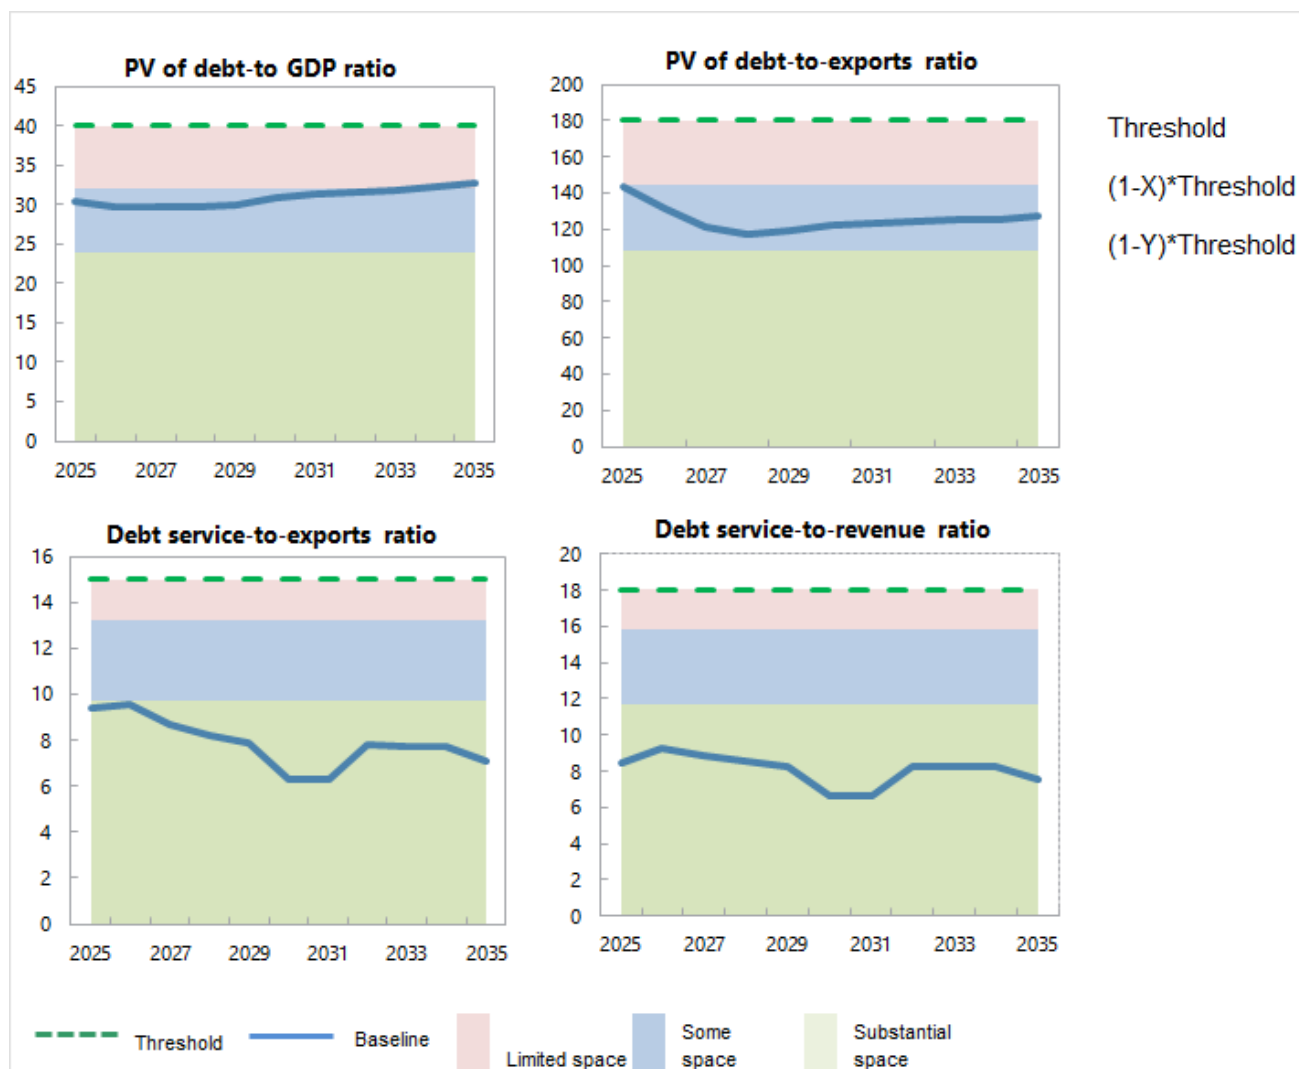 PV of debt-to GDP ratio
45
40
35
30
25
20
15
10
5
0
2025 2027 2029 2031 2033 2035
PV of debt-to-exports ratio
200
180
160
140
120
100
80
60
40
20
0
2025 2027 2029 2031 2033 2035
Threshold
(1-X)*Threshold
(1-Y)*Threshold
Debt service-to-exports ratio
16
14
12
10
8
6
4
2
0
2025 2027 2029 2031 2033 2035
Debt service-to-revenue ratio
20
18
16
14
12
10
8
6
4
2
0
2025 2027 2029 2031 2033 2035
Threshold
Baseline
Limited space
Some
space
Substantial
space